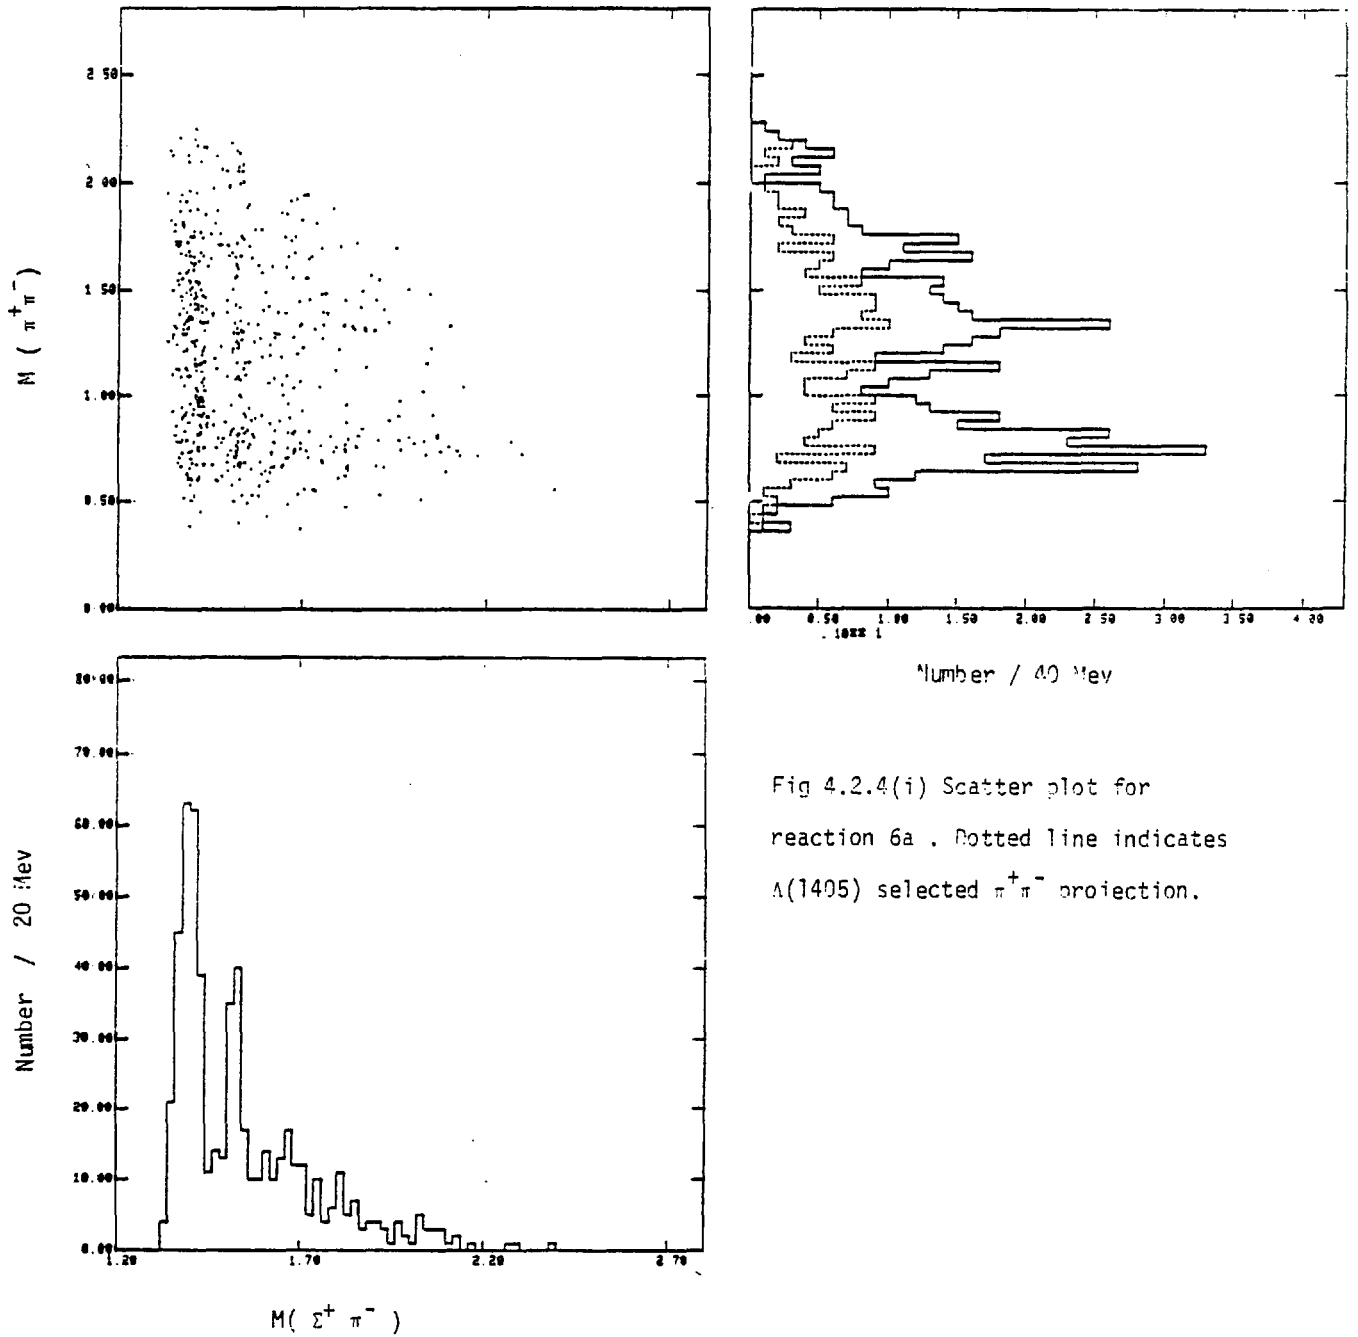 2.50
2.00
1.50
1.00
0.50
0.00
M ( π⁺π⁻ )
.00 0.50 1.00 1.50 2.00 2.50 3.00 3.50 4.00
.10** 1
Number / 40 Mev
80.00
70.00
60.00
50.00
40.00
30.00
20.00
10.00
0.00
Number / 20 Mev
1.20 1.70 2.20 2.70
M( Σ⁺ π⁻ )
Fig 4.2.4(i) Scatter plot for
reaction 6a . Dotted line indicates
Λ(1405) selected π⁺π⁻ projection.